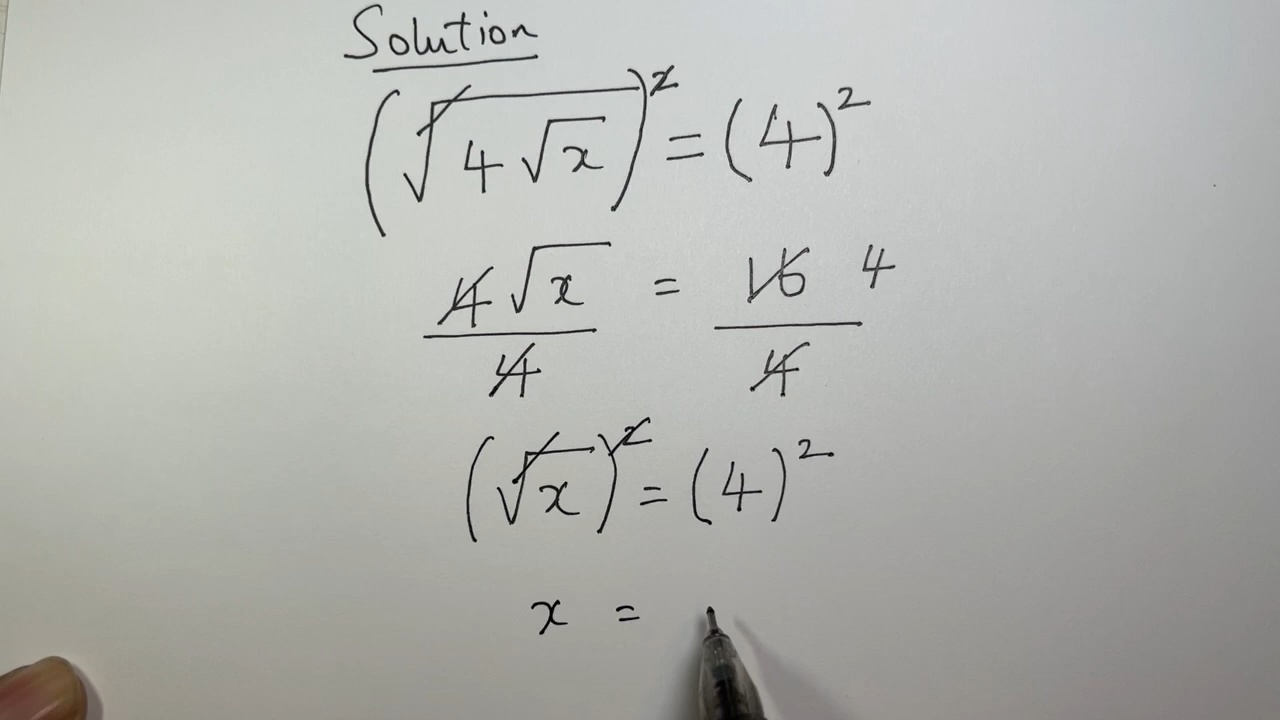 Solution
(√(4√x))² = (4)²
4√x/4 = 16/4 4
(√x)² = (4)²
x =